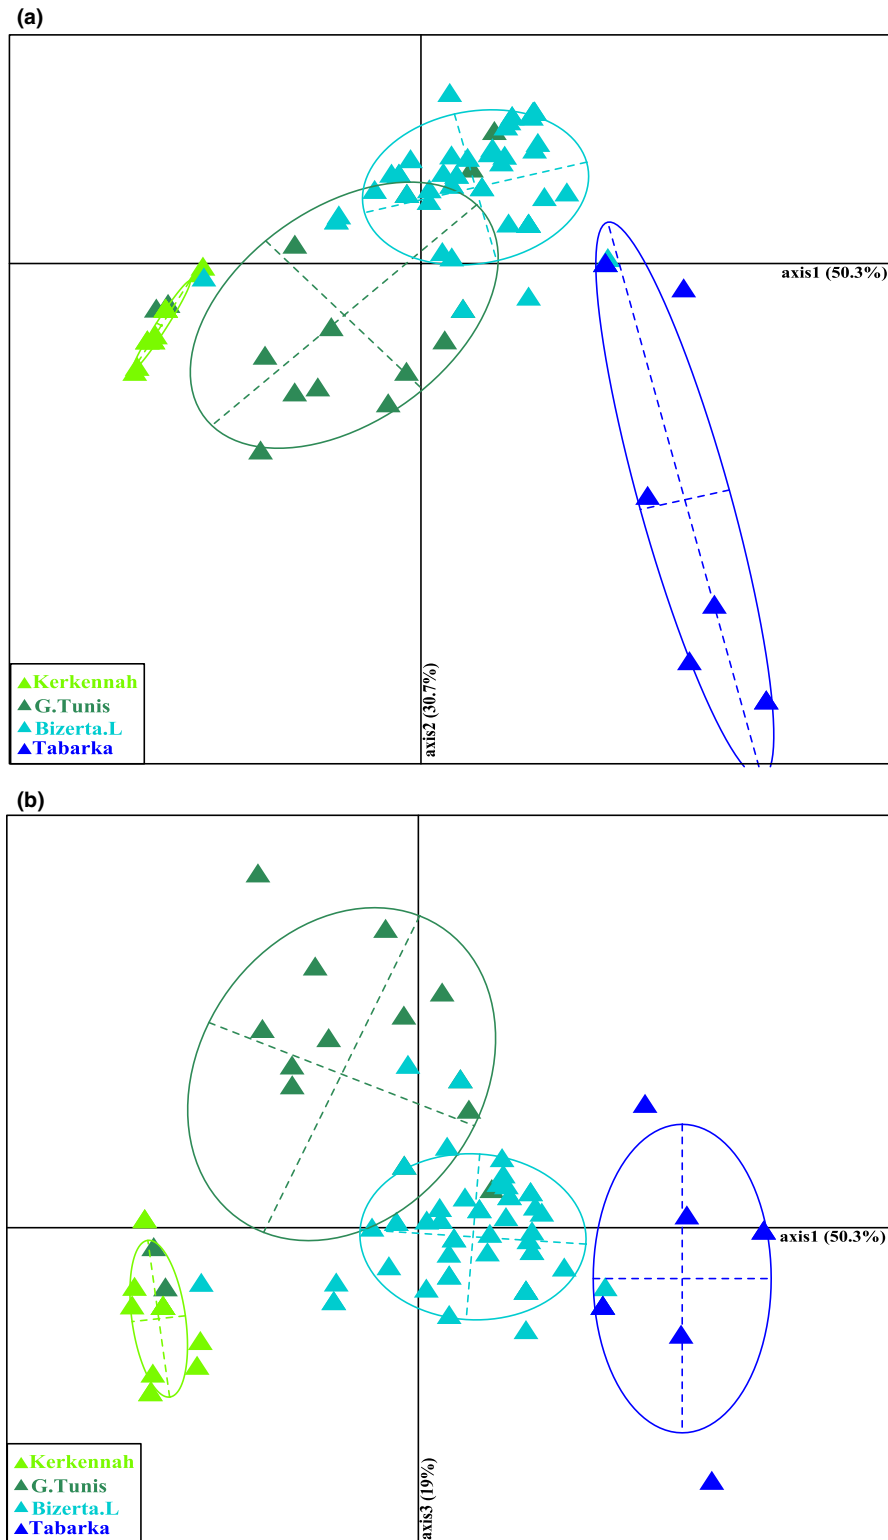 (a)
axis1 (50.3%)
axis2 (30.7%)
Kerkennah
G.Tunis
Bizerta.L
Tabarka
(b)
axis1 (50.3%)
axis3 (19%)
Kerkennah
G.Tunis
Bizerta.L
Tabarka